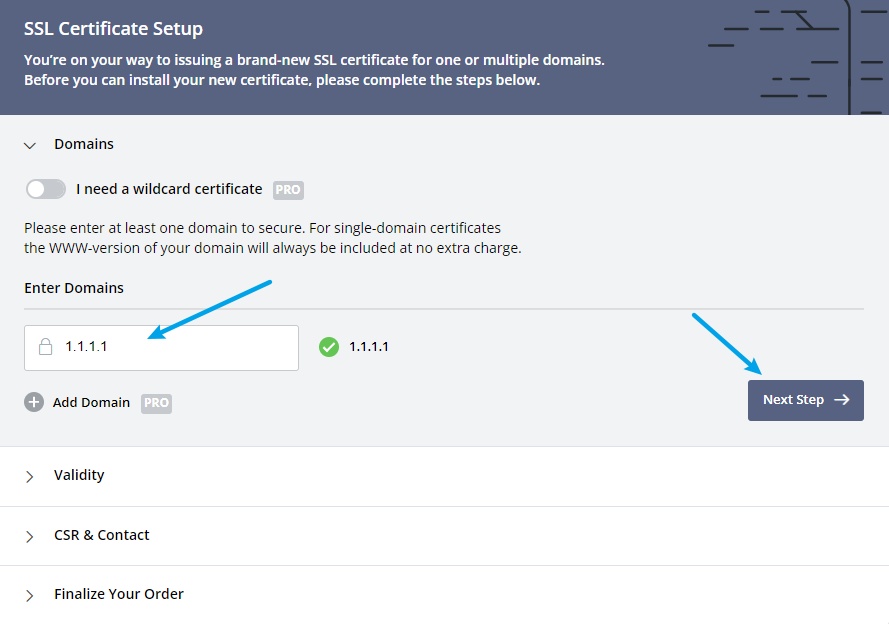 SSL Certificate Setup
You’re on your way to issuing a brand-new SSL certificate for one or multiple domains.
Before you can install your new certificate, please complete the steps below.
Domains
I need a wildcard certificate PRO
Please enter at least one domain to secure. For single-domain certificates
the WWW-version of your domain will always be included at no extra charge.
Enter Domains
1.1.1.1 1.1.1.1
Add Domain PRO
Next Step
Validity
CSR & Contact
Finalize Your Order